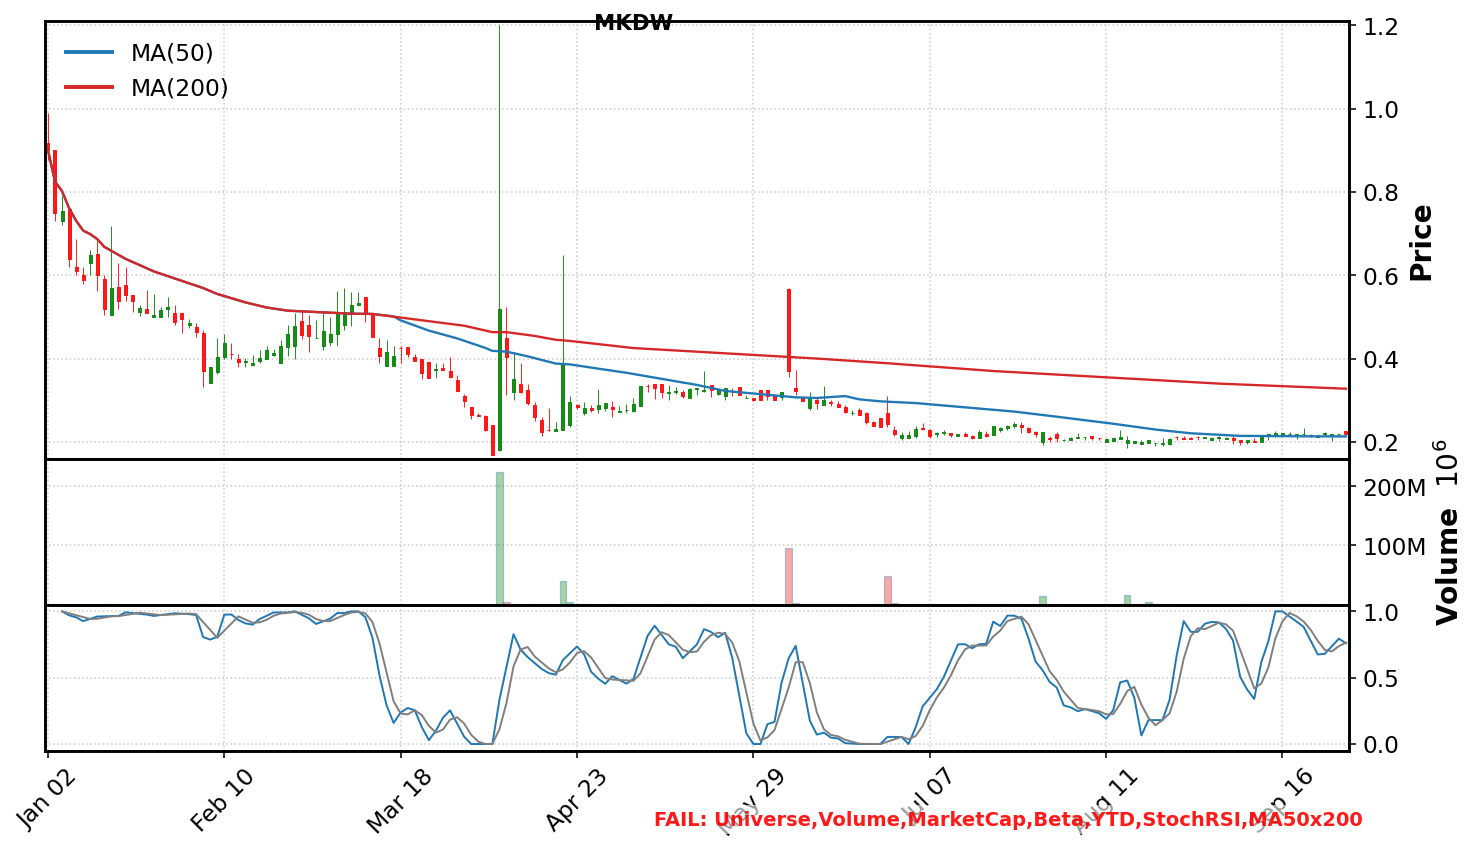 MKDW
MA(50)
MA(200)
1.2
1.0
0.8
0.6
0.4
0.2
Price
200M
100M
Volume 10^6
1.0
0.5
0.0
Jan 02
Feb 10
Mar 18
Apr 23
May 29
Jul 07
Aug 11
Sep 16
FAIL: Universe,Volume,MarketCap,Beta,YTD,StochRSI,MA50x200